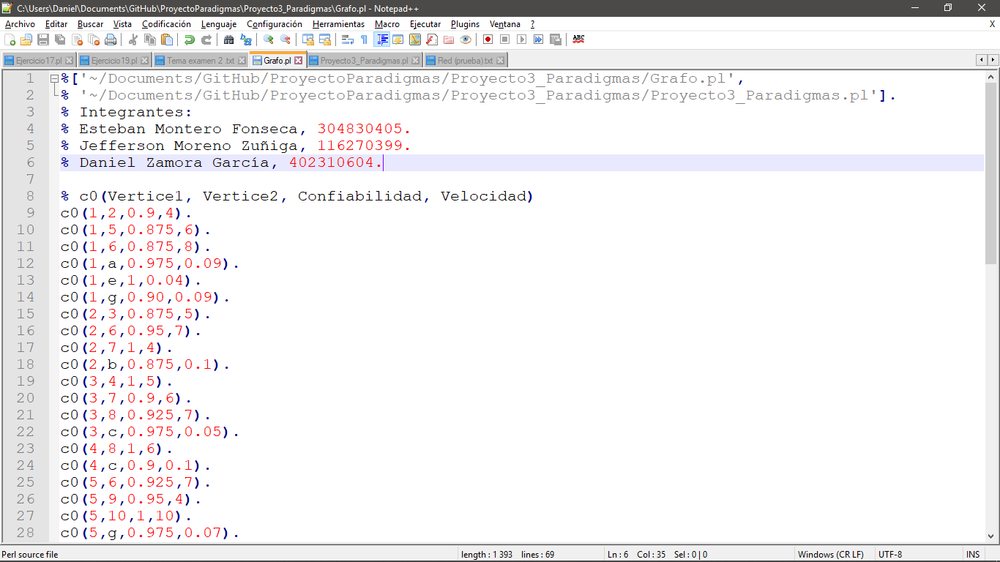 C:\Users\Daniel\Documents\GitHub\ProyectoParadigmas\Proyecto3_Paradigmas\Grafo.pl - Notepad++
Archivo Editar Buscar Vista Codificación Lenguaje Configuración Herramientas Macro Ejecutar Plugins Ventana ? X
ABC
Ejercicio17.pl Ejercicio19.pl Tema examen 2 .txt Grafo.pl Proyecto3_Paradigmas.pl Red (prueba).txt
1 %['~/Documents/GitHub/ProyectoParadigmas/Proyecto3_Paradigmas/Grafo.pl',
2 % '~/Documents/GitHub/ProyectoParadigmas/Proyecto3_Paradigmas/Proyecto3_Paradigmas.pl'].
3 % Integrantes:
4 % Esteban Montero Fonseca, 304830405.
5 % Jefferson Moreno Zuñiga, 116270399.
6 % Daniel Zamora García, 402310604.
7
8 % c0(Vertice1, Vertice2, Confiabilidad, Velocidad)
9 c0(1,2,0.9,4).
10 c0(1,5,0.875,6).
11 c0(1,6,0.875,8).
12 c0(1,a,0.975,0.09).
13 c0(1,e,1,0.04).
14 c0(1,g,0.90,0.09).
15 c0(2,3,0.875,5).
16 c0(2,6,0.95,7).
17 c0(2,7,1,4).
18 c0(2,b,0.875,0.1).
19 c0(3,4,1,5).
20 c0(3,7,0.9,6).
21 c0(3,8,0.925,7).
22 c0(3,c,0.975,0.05).
23 c0(4,8,1,6).
24 c0(4,c,0.9,0.1).
25 c0(5,6,0.925,7).
26 c0(5,9,0.95,4).
27 c0(5,10,1,10).
28 c0(5,g,0.975,0.07).
Perl source file length : 1 393 lines : 69 Ln : 6 Col : 35 Sel : 0 | 0 Windows (CR LF) UTF-8 INS